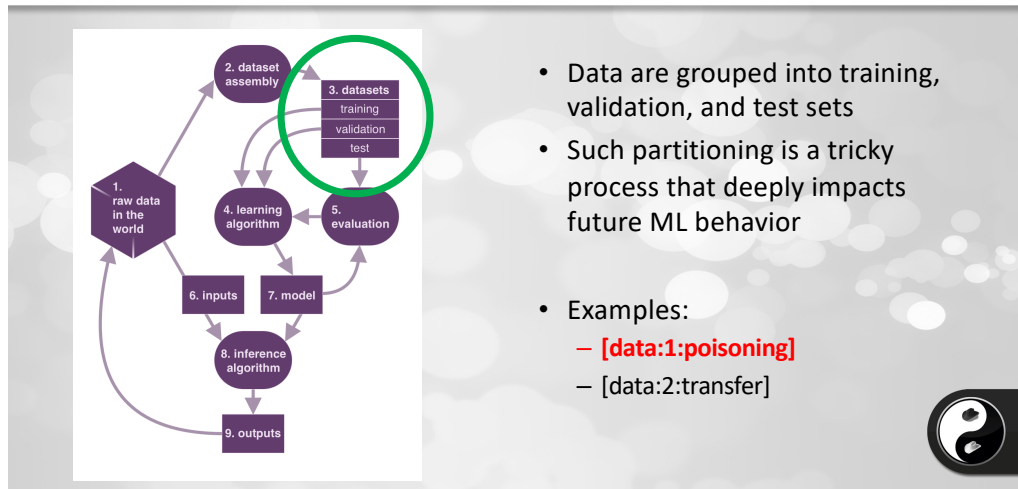 2. dataset
assembly
3. datasets
training
validation
test
1.
raw data
in the
world
4. learning
algorithm
5.
evaluation
6. inputs
7. model
8. inference
algorithm
9. outputs
• Data are grouped into training,
validation, and test sets
• Such partitioning is a tricky
process that deeply impacts
future ML behavior
• Examples:
– [data:1:poisoning]
– [data:2:transfer]